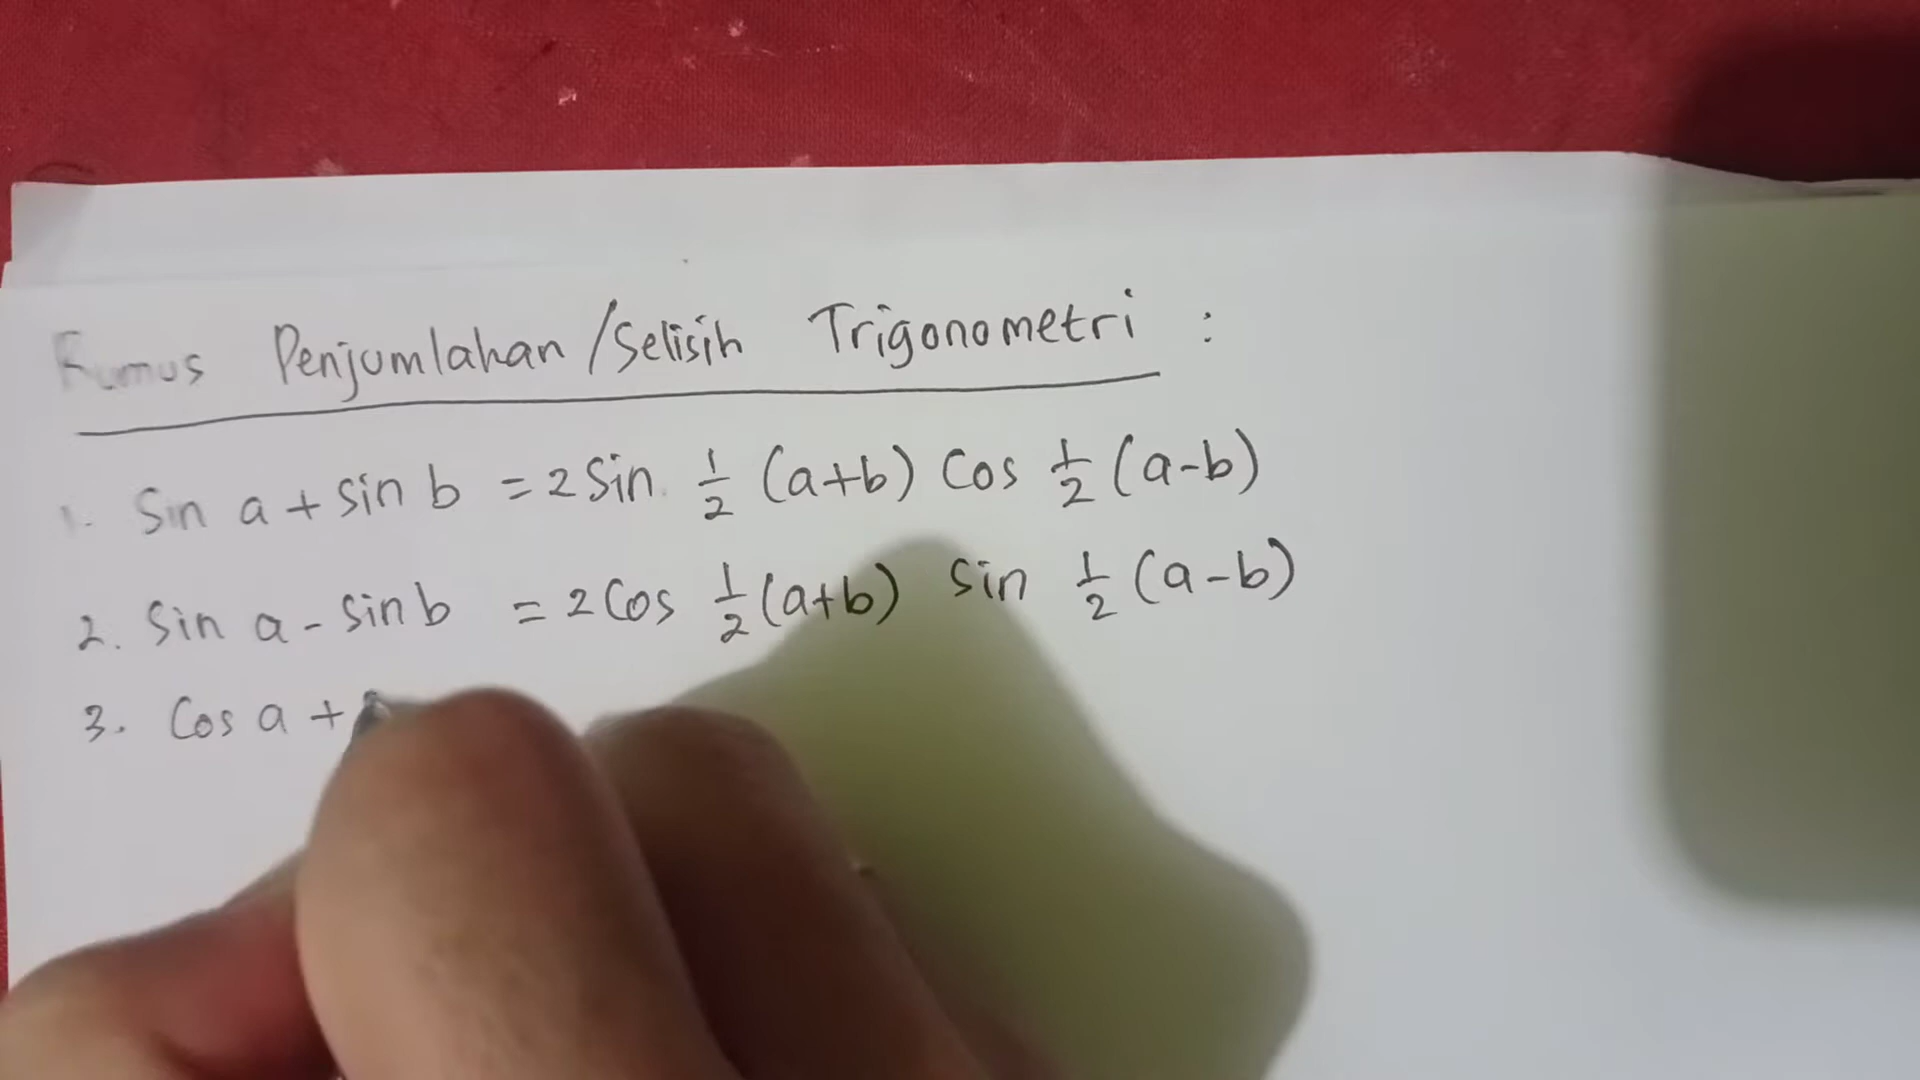 Rumus Penjumlahan/Selisih Trigonometri :
1. Sin a + sin b = 2 Sin 1/2 (a+b) Cos 1/2 (a-b)
2. Sin a - sin b = 2 Cos 1/2 (a+b) sin 1/2 (a-b)
3. Cos a +